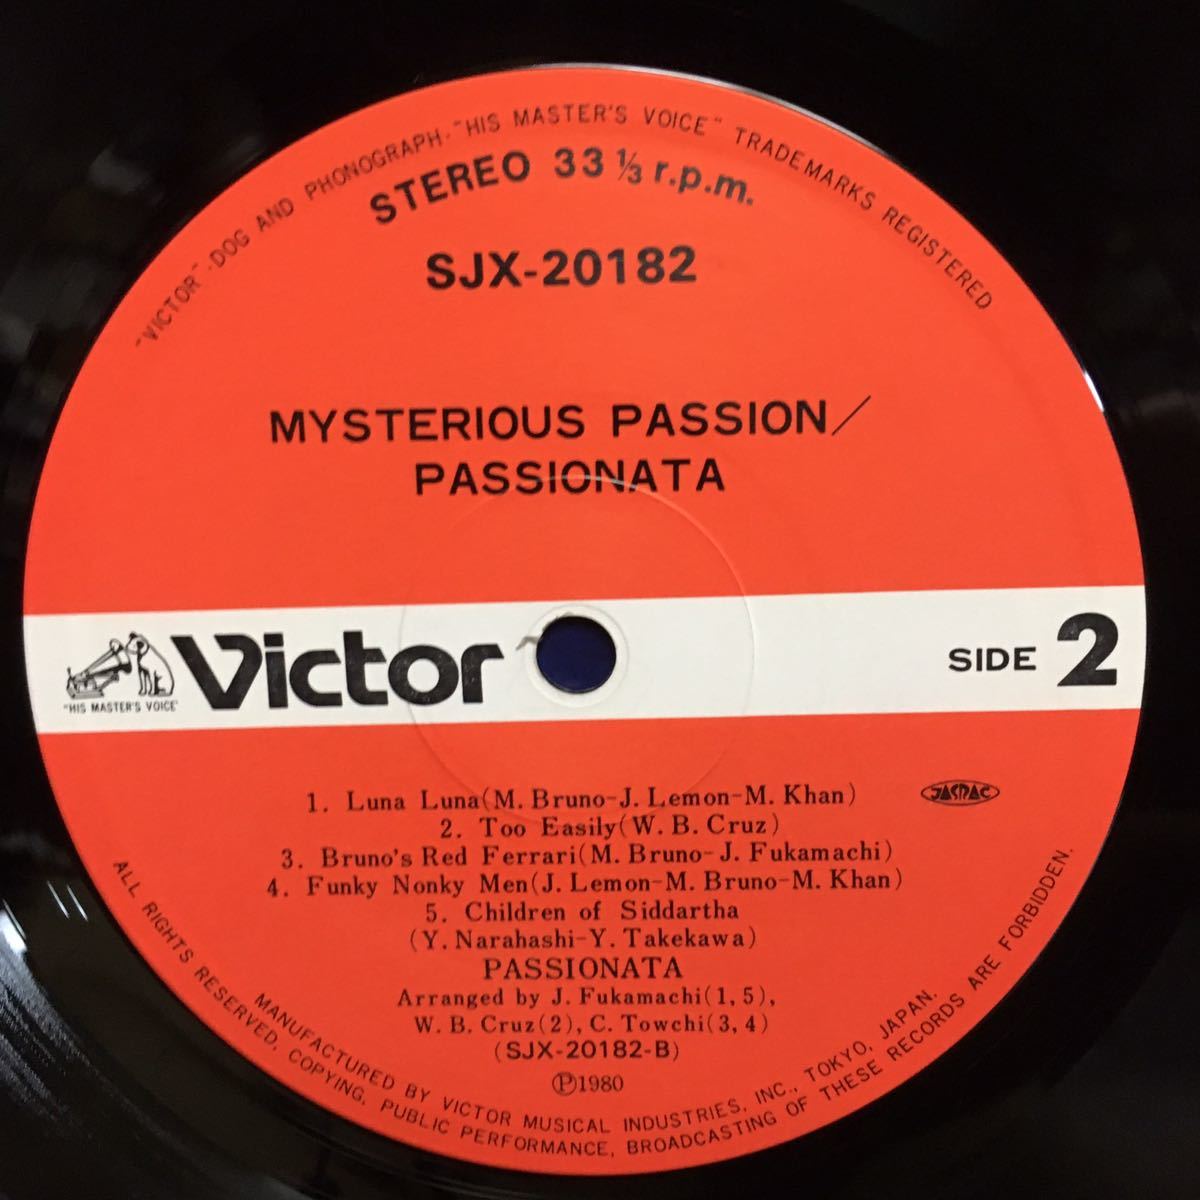 "VICTOR"-DOG AND PHONOGRAPH-"HIS MASTER'S VOICE" TRADEMARKS REGISTERED
STEREO 33 1/3 r.p.m.
SJX-20182
MYSTERIOUS PASSION/
PASSIONATA
Victor
"HIS MASTER'S VOICE"
SIDE 2
1. Luna Luna(M. Bruno-J. Lemon-M. Khan)
JASRAC
2. Too Easily(W. B. Cruz)
3. Bruno's Red Ferrari(M. Bruno-J. Fukamachi)
4. Funky Nonky Men(J. Lemon-M. Bruno-M. Khan)
5. Children of Siddartha
(Y. Narahashi-Y. Takekawa)
PASSIONATA
Arranged by J. Fukamachi(1, 5),
W. B. Cruz(2), C. Towchi(3, 4)
(SJX-20182-B)
Ⓟ1980
MANUFACTURED BY VICTOR MUSICAL INDUSTRIES, INC., TOKYO, JAPAN.
ALL RIGHTS RESERVED, COPYING, PUBLIC PERFORMANCE, BROADCASTING OF THESE RECORDS ARE FORBIDDEN.